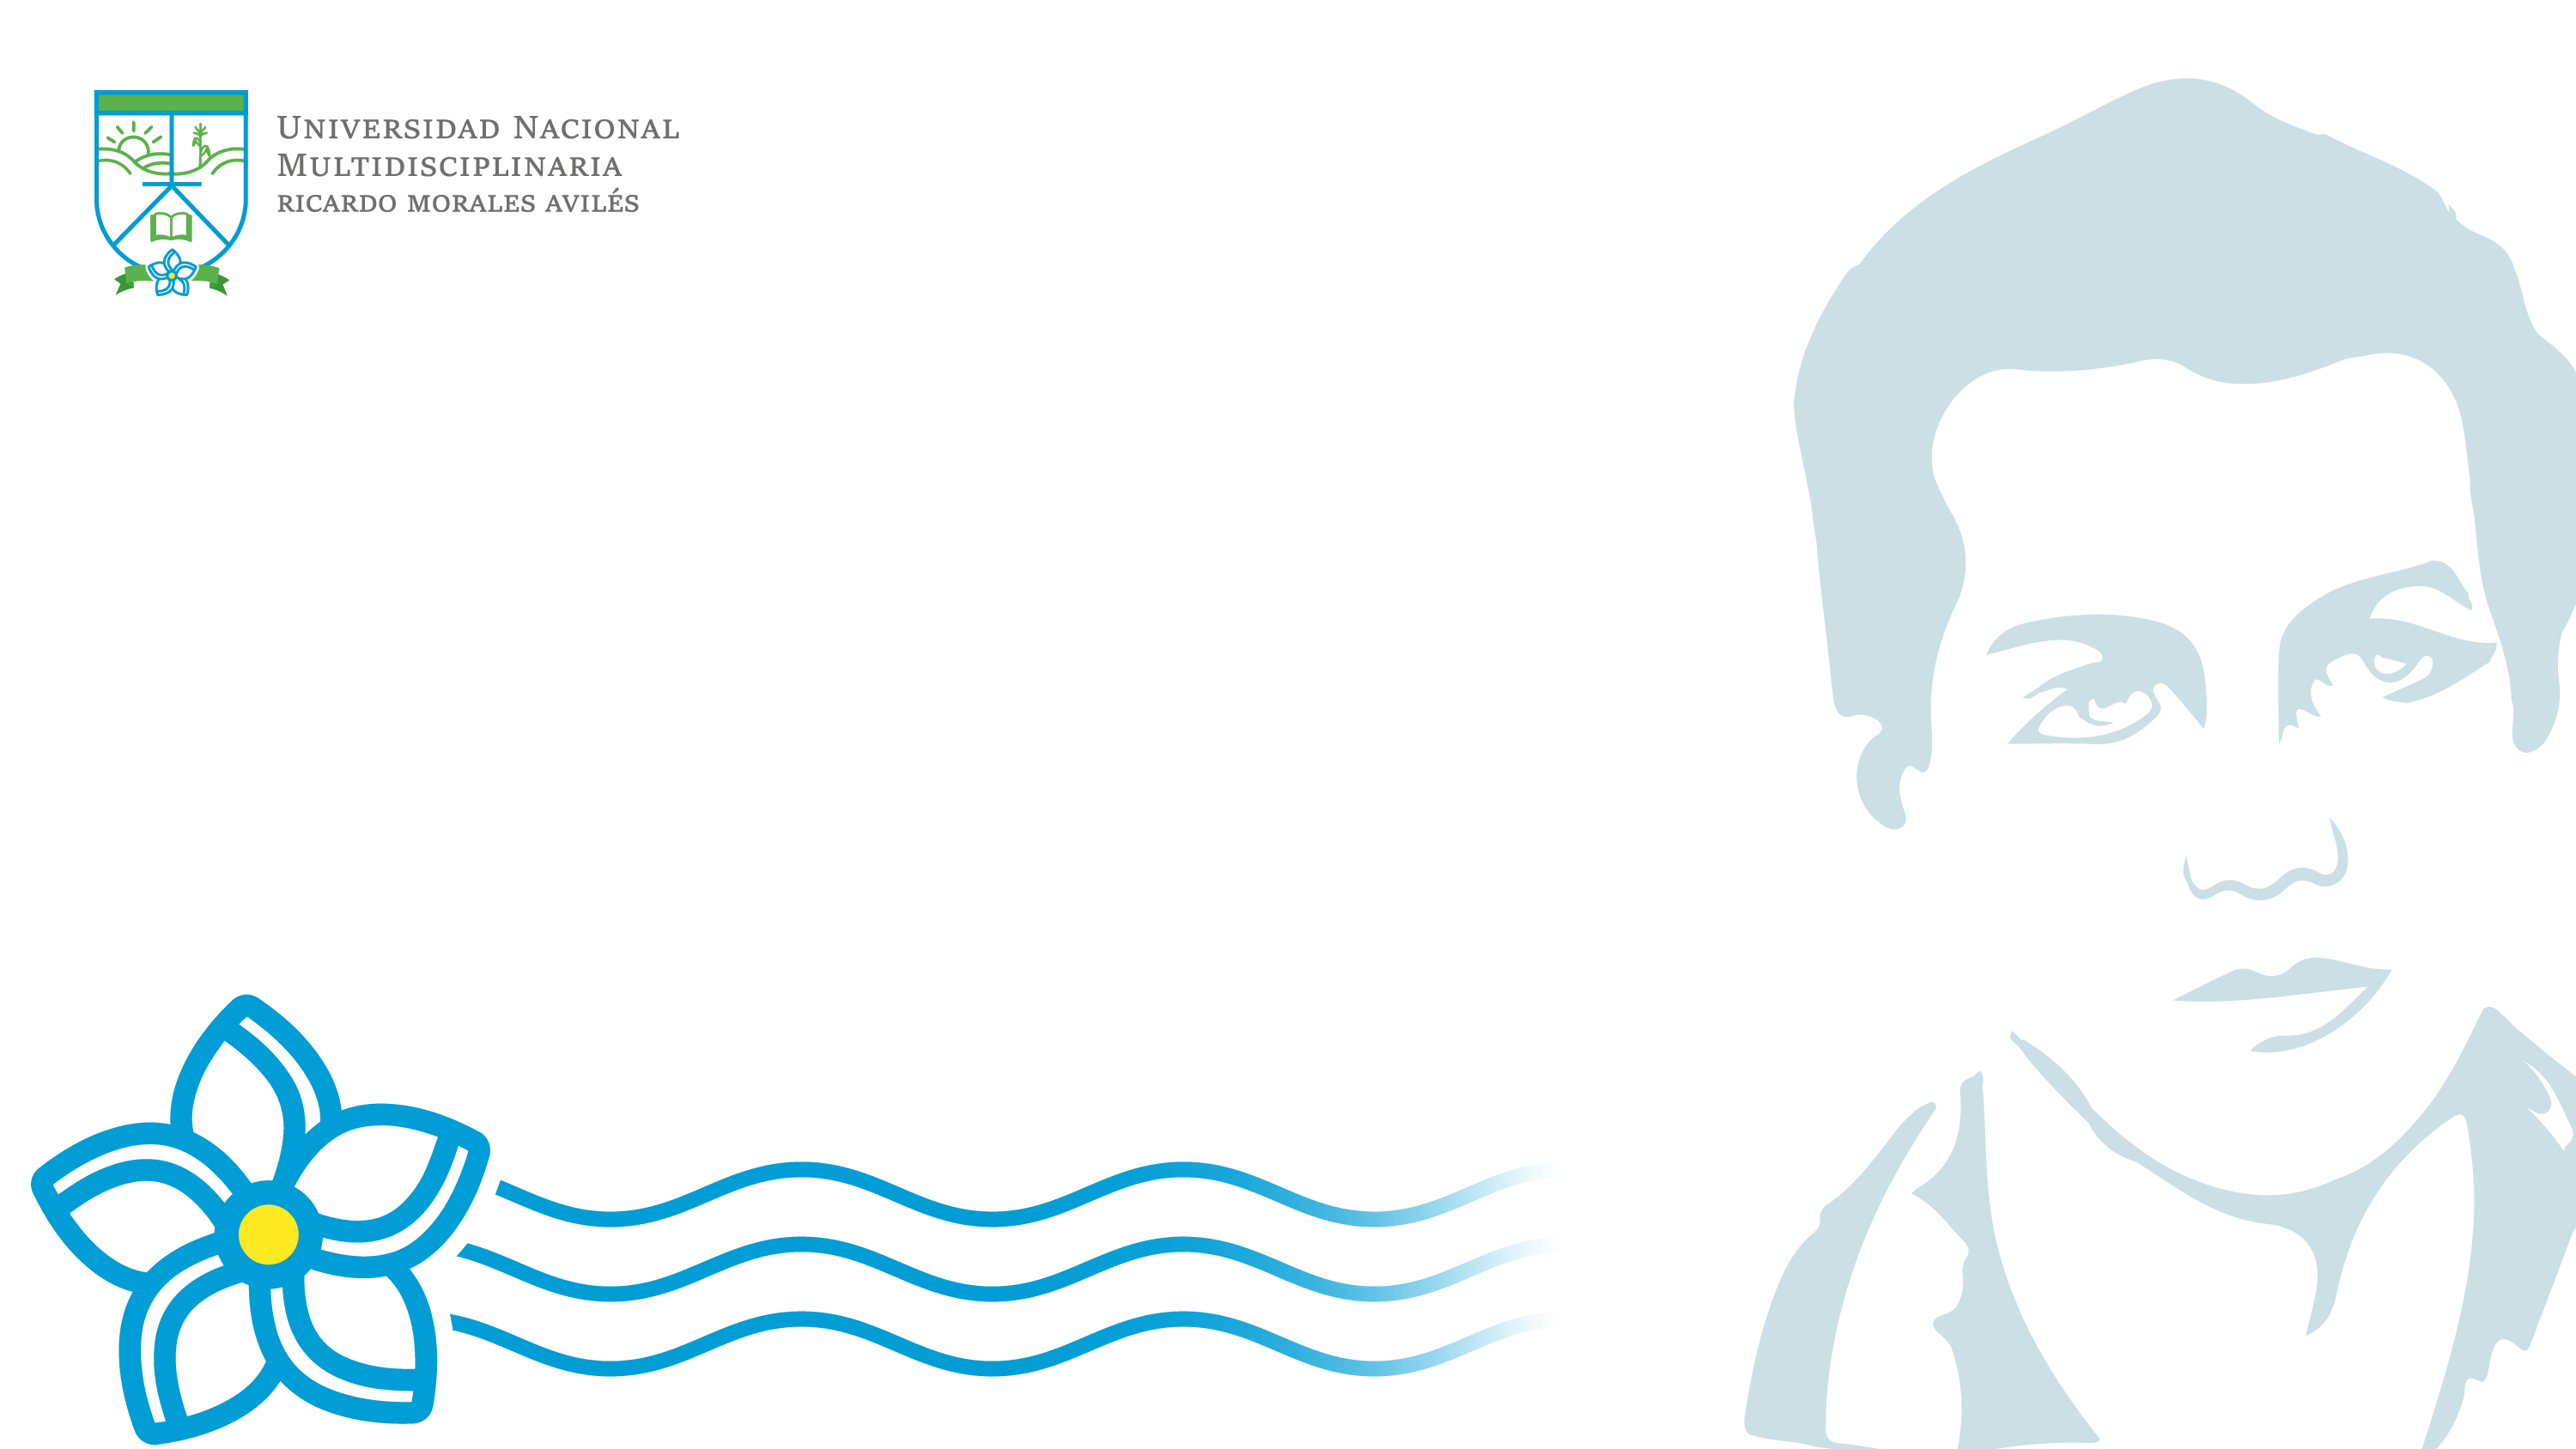 Universidad Nacional
Multidisciplinaria
Ricardo Morales Avilés